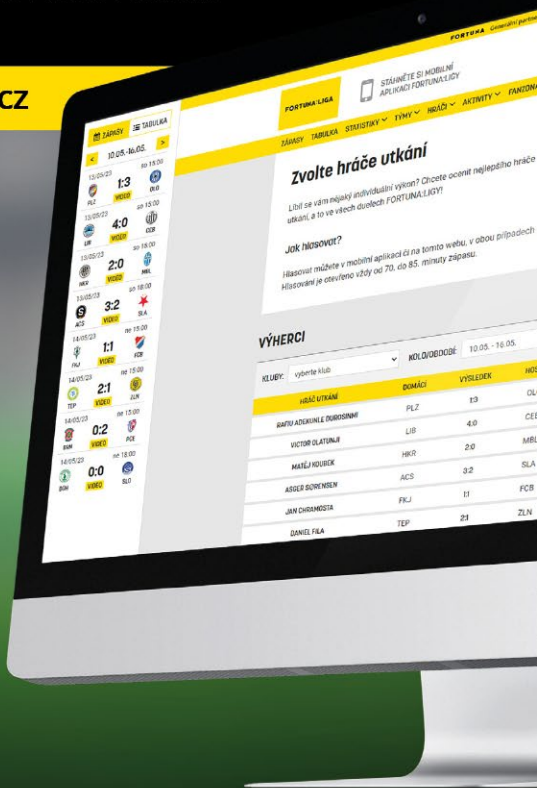 CZ
FORTUNA Generální
FORTUNA:LIGA
STÁHNĚTE SI MOBILNÍ
APLIKACI FORTUNA:LIGY
ZÁPASY TABULKA STATISTIKY TÝMY HRÁČI AKTIVITY FANZONA
ZÁPASY TABULKA
< 10.05.-16.05. >
13/05/23 so 15:00
1:3
PLZ VIDEO OLO
13/05/23 so 15:00
4:0
LIB VIDEO CEB
13/05/23 so 15:00
2:0
HKR VIDEO MBL
13/05/23 so 18:00
3:2
ACS VIDEO SLA
14/05/23 ne 15:00
1:1
FKJ VIDEO FCB
14/05/23 ne 15:00
2:1
TEP VIDEO ZLN
14/05/23 ne 15:00
0:2
VIDEO PCE
14/05/23 ne 18:00
0:0
BOH VIDEO SLO
Zvolte hráče utkání
Líbil se vám nějaký individuální výkon? Chcete ocenit nejlepšího hráče
utkání, a to ve všech duelech FORTUNA:LIGY!
Jak hlasovat?
Hlasovat můžete v mobilní aplikaci či na tomto webu, v obou případech
Hlasování je otevřeno vždy od 70. do 85. minuty zápasu.
VÝHERCI
KLUBY: vyberte klub KOLO/OBDOBÍ: 10.05. - 16.05.
HRÁČ UTKÁNÍ DOMÁCÍ VÝSLEDEK
RAFIU ADEKUNLE DUROSINMI PLZ 1:3
VICTOR OLATUNJI LIB 4:0 CEB
MATĚJ KOUBEK HKR 2:0 MBL
ASGER SÖRENSEN ACS 3:2 SLA
JAN CHRAMOSTA FKJ 1:1 FCB
DANIEL FILA TEP 2:1 ZLN